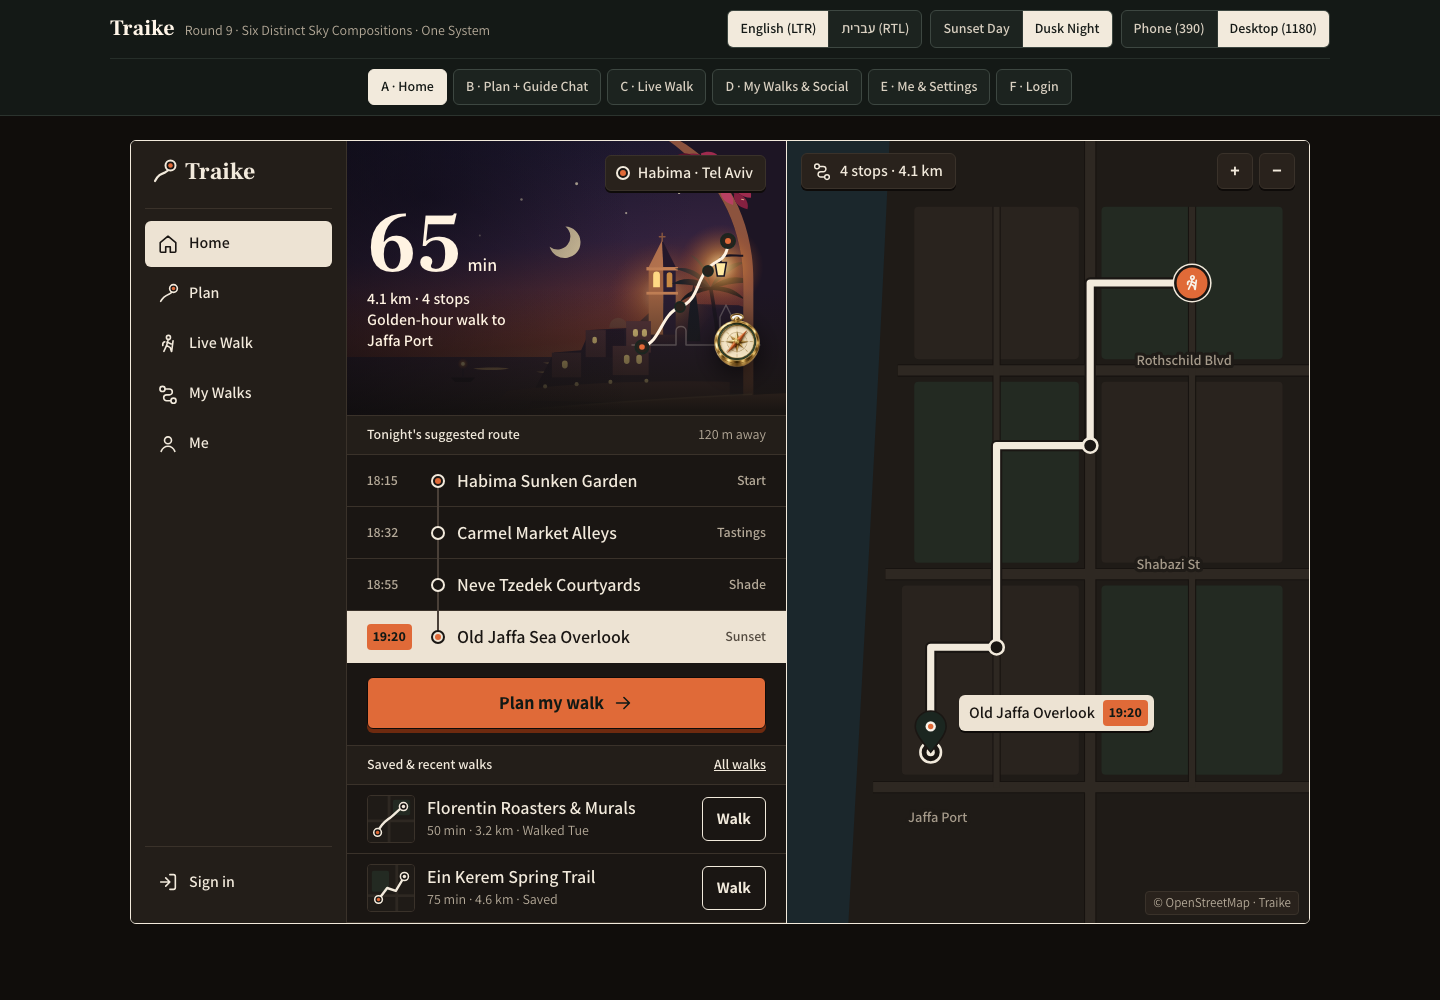 Traike Round 9 · Six Distinct Sky Compositions · One System
English (LTR) עברית (RTL) Sunset Day Dusk Night Phone (390) Desktop (1180)
A · Home B · Plan + Guide Chat C · Live Walk D · My Walks & Social E · Me & Settings F · Login
Traike
Home
Plan
Live Walk
My Walks
Me
Sign in
Habima · Tel Aviv
65 min
4.1 km · 4 stops
Golden-hour walk to
Jaffa Port
Tonight's suggested route 120 m away
18:15 Habima Sunken Garden Start
18:32 Carmel Market Alleys Tastings
18:55 Neve Tzedek Courtyards Shade
19:20 Old Jaffa Sea Overlook Sunset
Plan my walk →
Saved & recent walks All walks
Florentin Roasters & Murals
50 min · 3.2 km · Walked Tue
Walk
Ein Kerem Spring Trail
75 min · 4.6 km · Saved
Walk
4 stops · 4.1 km + −
Rothschild Blvd
Shabazi St
Old Jaffa Overlook 19:20
Jaffa Port
© OpenStreetMap · Traike